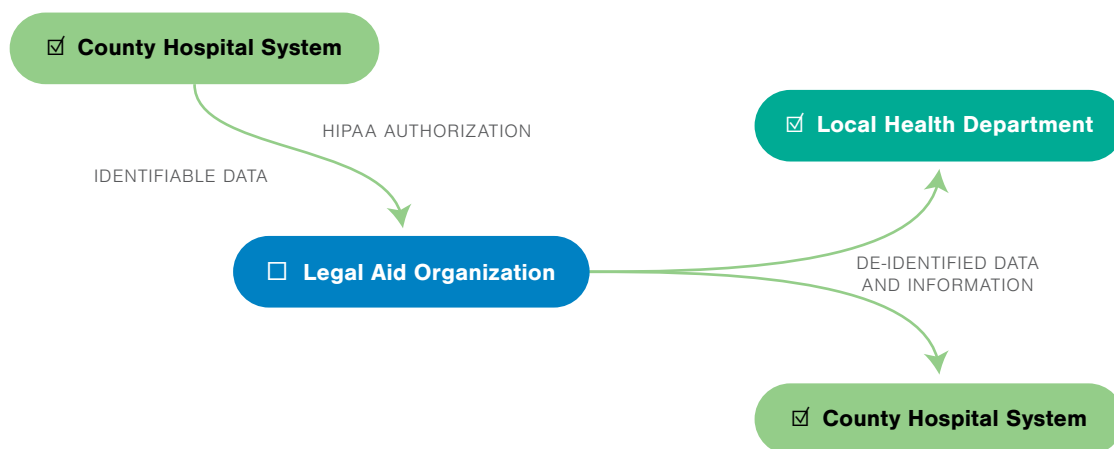 ☑ County Hospital System
HIPAA AUTHORIZATION
IDENTIFIABLE DATA
☑ Local Health Department
☐ Legal Aid Organization
DE-IDENTIFIED DATA
AND INFORMATION
☑ County Hospital System